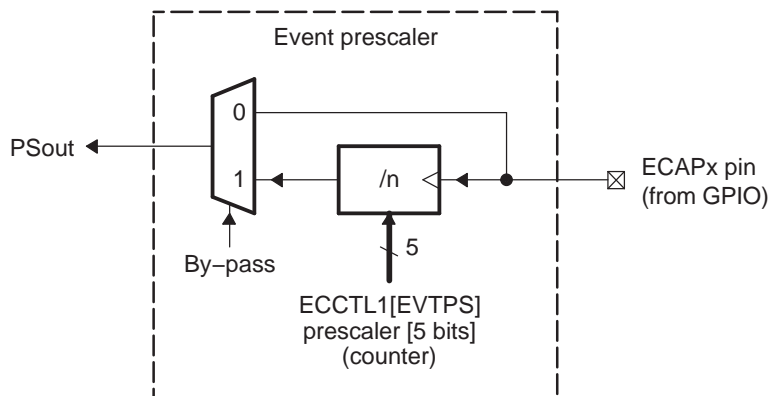 Event prescaler
0
PSout
1
/n
ECAPx pin
(from GPIO)
5
By−pass
ECCTL1[EVTPS]
prescaler [5 bits]
(counter)